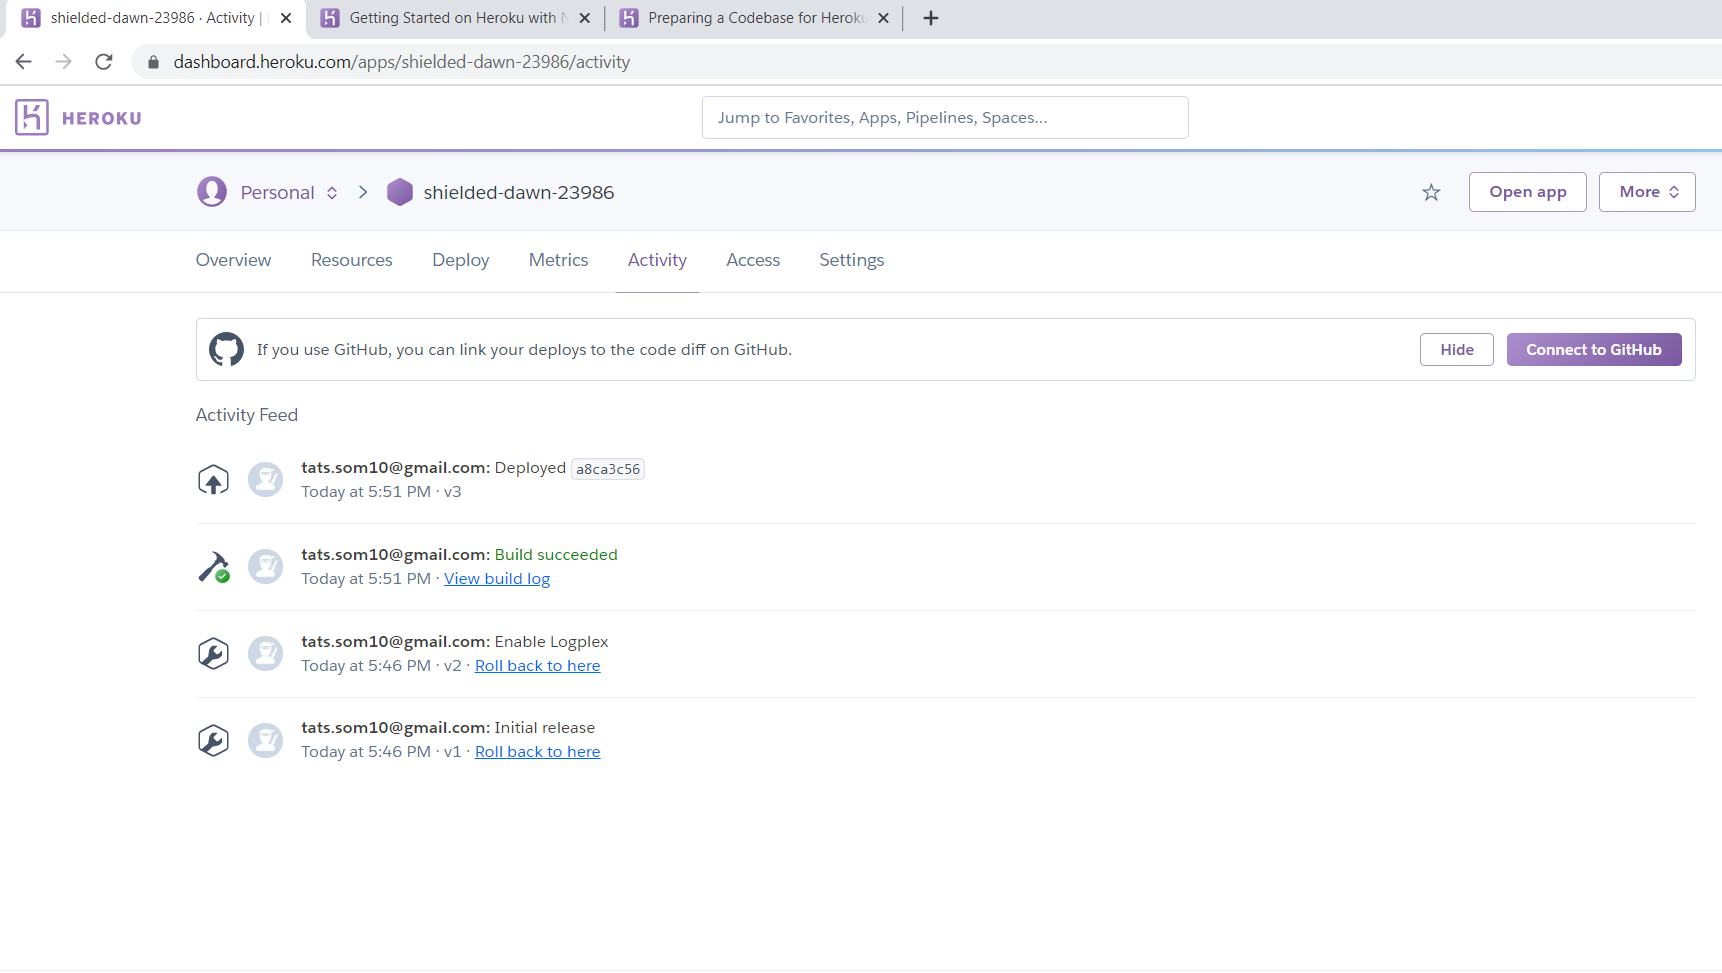 shielded-dawn-23986 · Activity |
Getting Started on Heroku with
Preparing a Codebase for Heroku
dashboard.heroku.com/apps/shielded-dawn-23986/activity
HEROKU
Jump to Favorites, Apps, Pipelines, Spaces...
Personal
shielded-dawn-23986
Open app
More
Overview
Resources
Deploy
Metrics
Activity
Access
Settings
If you use GitHub, you can link your deploys to the code diff on GitHub.
Hide
Connect to GitHub
Activity Feed
tats.som10@gmail.com: Deployed a8ca3c56
Today at 5:51 PM · v3
tats.som10@gmail.com: Build succeeded
Today at 5:51 PM · View build log
tats.som10@gmail.com: Enable Logplex
Today at 5:46 PM · v2 · Roll back to here
tats.som10@gmail.com: Initial release
Today at 5:46 PM · v1 · Roll back to here